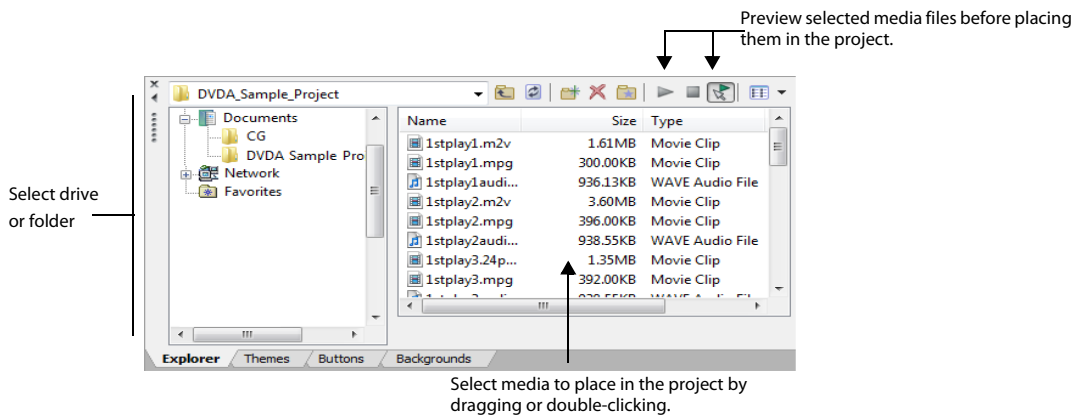 Preview selected media files before placing
them in the project.
DVDA_Sample_Project
Documents
CG
DVDA Sample Pro
Network
Favorites
Name Size Type
1stplay1.m2v 1.61MB Movie Clip
1stplay1.mpg 300.00KB Movie Clip
1stplay1audi... 936.13KB WAVE Audio File
1stplay2.m2v 3.60MB Movie Clip
1stplay2.mpg 396.00KB Movie Clip
1stplay2audi... 938.55KB WAVE Audio File
1stplay3.24p... 1.35MB Movie Clip
1stplay3.mpg 392.00KB Movie Clip
Select drive
or folder
Explorer Themes Buttons Backgrounds
Select media to place in the project by
dragging or double-clicking.